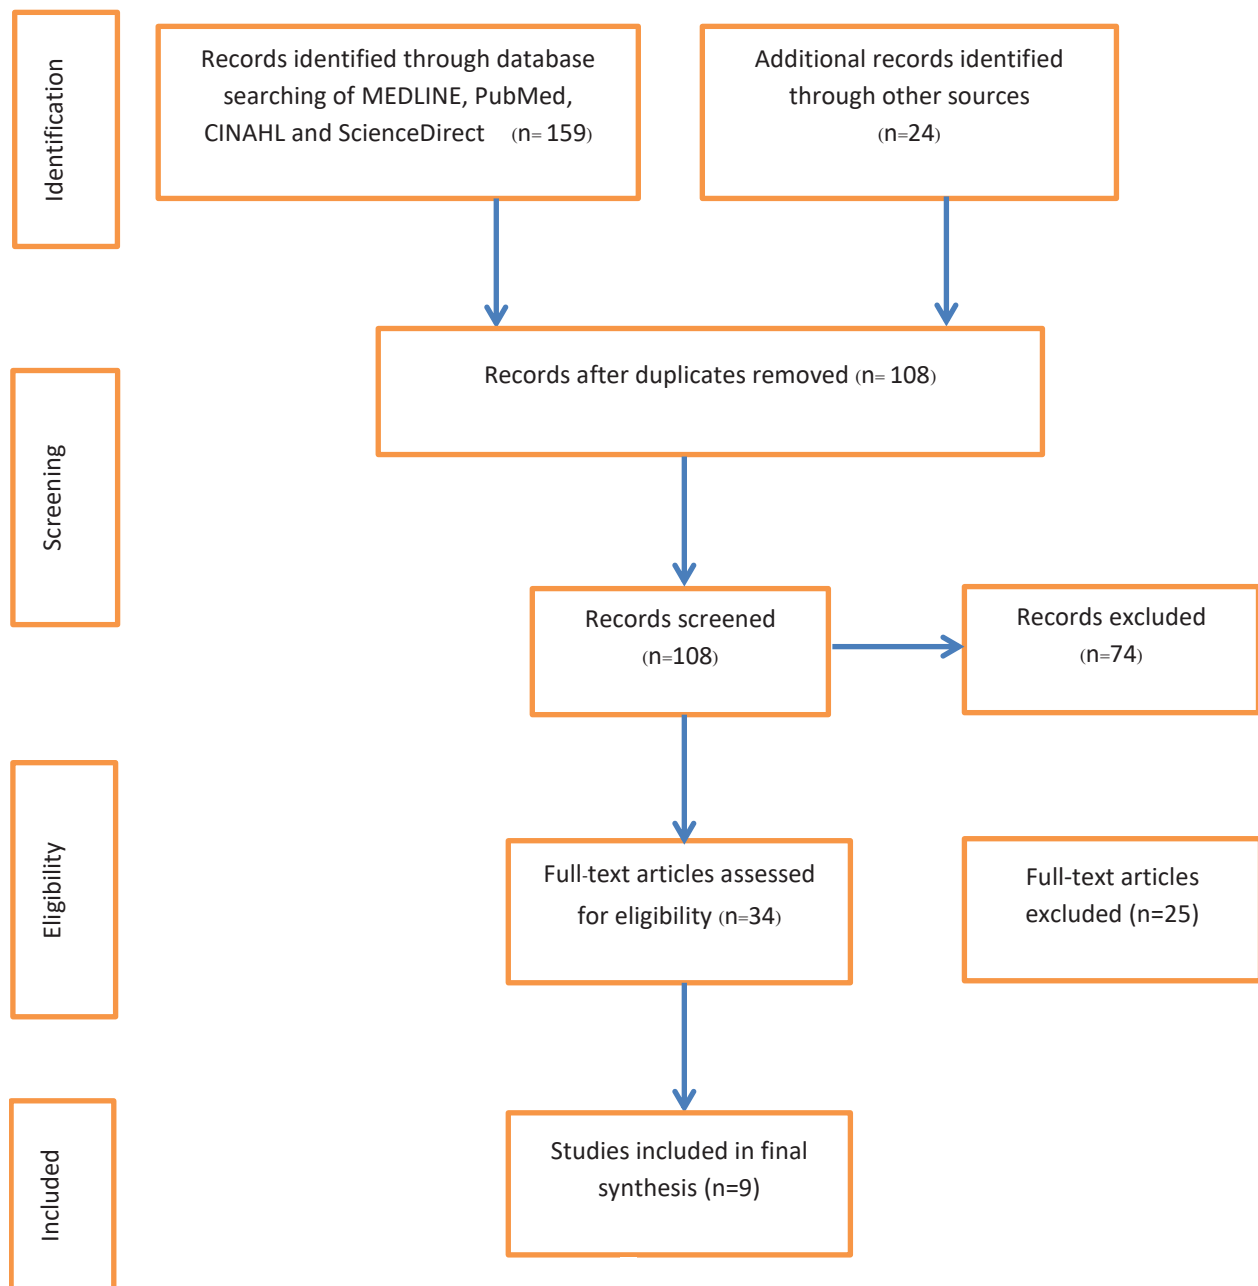 Identification
Records identified through database
searching of MEDLINE, PubMed,
CINAHL and ScienceDirect (n= 159)
Additional records identified
through other sources
(n=24)
Screening
Records after duplicates removed (n= 108)
Records screened
(n=108)
Records excluded
(n=74)
Eligibility
Full-text articles assessed
for eligibility (n=34)
Full-text articles
excluded (n=25)
Included
Studies included in final
synthesis (n=9)